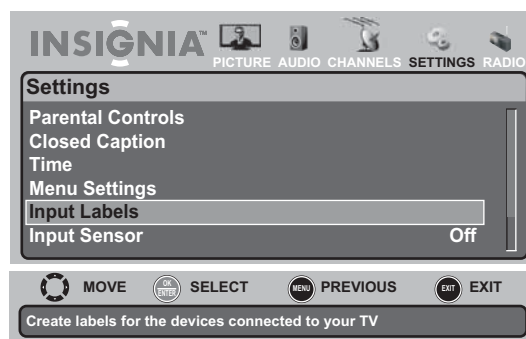 INSIGNIA™
PICTURE AUDIO CHANNELS SETTINGS RADIO
Settings
Parental Controls
Closed Caption
Time
Menu Settings
Input Labels
Input Sensor Off
MOVE OK ENTER SELECT MENU PREVIOUS EXIT EXIT
Create labels for the devices connected to your TV